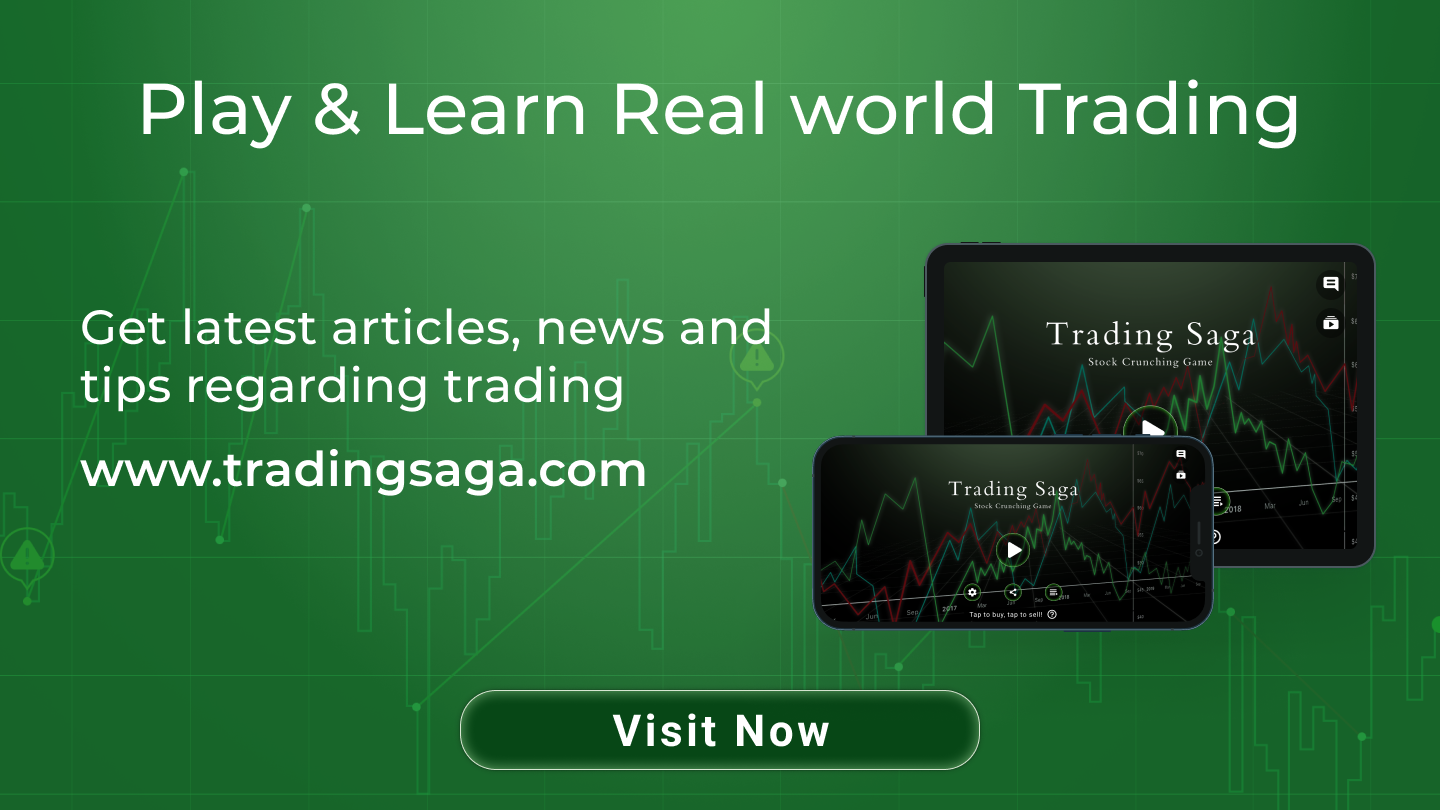 Play & Learn Real world Trading
Get latest articles, news and
tips regarding trading
www.tradingsaga.com
Trading Saga
Stock Crunching Game
2018
Mar
Jun
Sep
Trading Saga
Stock Crunching Game
Jun
Sep
2017
Mar
Sep
2018
Tap to buy, tap to sell!
Visit Now